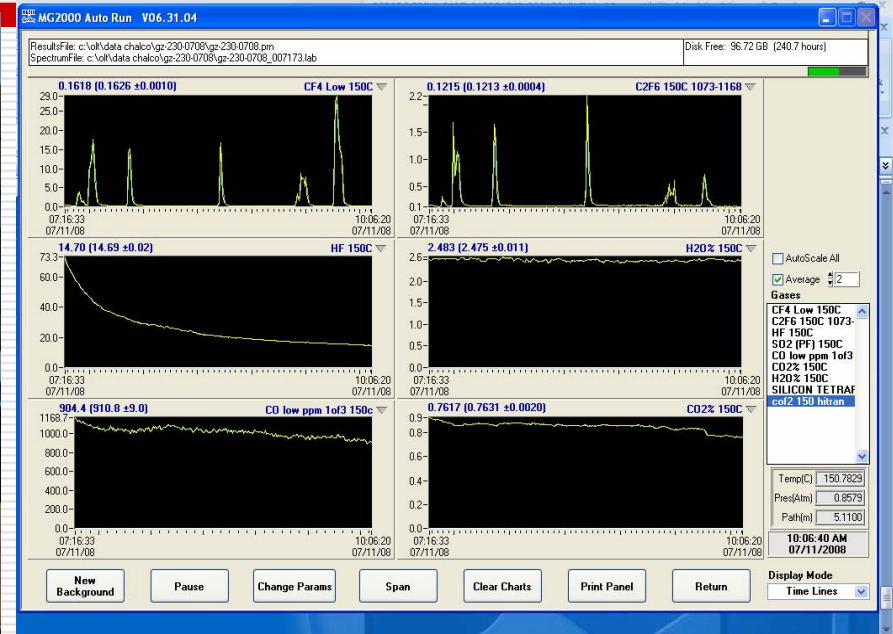 MG2000 Auto Run V06.31.04
ResultsFile: c:\olt\data chalco\gz-230-0708\gz-230-0708.prn
SpectrumFile: c:\olt\data chalco\gz-230-0708\gz-230-0708_007173.lab
Disk Free: 96.72 GB (240.7 hours)
0.1618 (0.1626 ±0.0010) CF4 Low 150C
29.0
25.0
20.0
15.0
10.0
5.0
0.0
07:16:33 10:06:20
07/11/08 07/11/08
0.1215 (0.1213 ±0.0004) C2F6 150C 1073-1168
2.2
1.5
1.0
0.5
0.1
07:16:33 10:06:20
07/11/08 07/11/08
14.70 (14.69 ±0.02) HF 150C
73.3
60.0
40.0
20.0
0.0
07:16:33 10:06:20
07/11/08 07/11/08
2.483 (2.475 ±0.011) H2O% 150C
2.6
2.0
1.5
1.0
0.5
0.0
07:16:33 10:06:20
07/11/08 07/11/08
904.4 (910.8 ±9.0) CO low ppm 1of3 150c
1168.7
1000.0
800.0
600.0
400.0
200.0
0.0
07:16:33 10:06:20
07/11/08 07/11/08
0.7617 (0.7631 ±0.0020) CO2% 150C
0.9
0.8
0.6
0.4
0.2
0.0
07:16:33 10:06:20
07/11/08 07/11/08
AutoScale All
Average 2
Gases
CF4 Low 150C
C2F6 150C 1073-
HF 150C
SO2 (PF) 150C
CO low ppm 1of3
CO2% 150C
H2O% 150C
SILICON TETRAF
cof2 150 hitran
Temp(C) 150.7829
Pres(Atm) 0.8579
Path(m) 5.1100
10:06:40 AM
07/11/2008
Display Mode
Time Lines
New Background
Pause
Change Params
Span
Clear Charts
Print Panel
Return